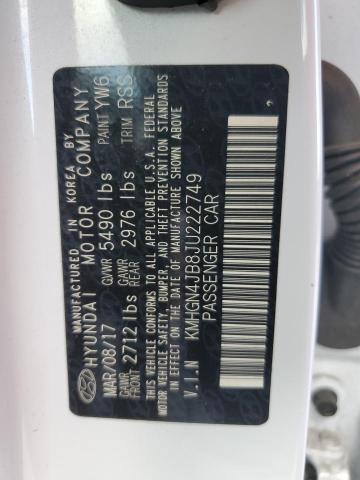 MANUFACTURED IN KOREA BY
HYUNDAI MOTOR COMPANY
MAR/08/17 GVWR 5490 lbs PAINT YW6
GAWR FRONT 2712 lbs GAWR REAR 2976 lbs TRIM RSS
THIS VEHICLE CONFORMS TO ALL APPLICABLE U.S.A. FEDERAL
MOTOR VEHICLE SAFETY, BUMPER, AND THEFT PREVENTION
STANDARDS IN EFFECT ON THE DATE OF MANUFACTURE
SHOWN ABOVE
V.I.N KMHGN4JB8JU222749
PASSENGER CAR